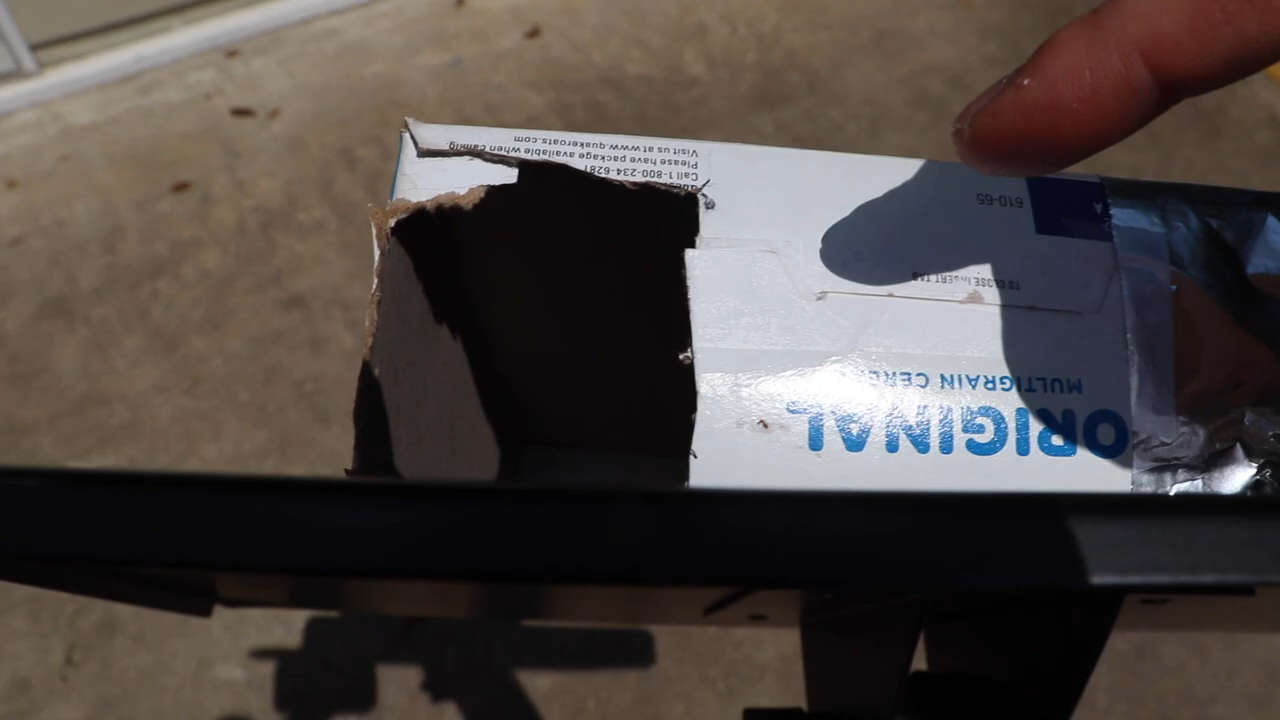 Call 1-800-234-6281
Please have package available when calling.
Visit us at www.quakeroats.com
610-65
TO CLOSE INSERT TAB
ORIGINAL
MULTIGRAIN